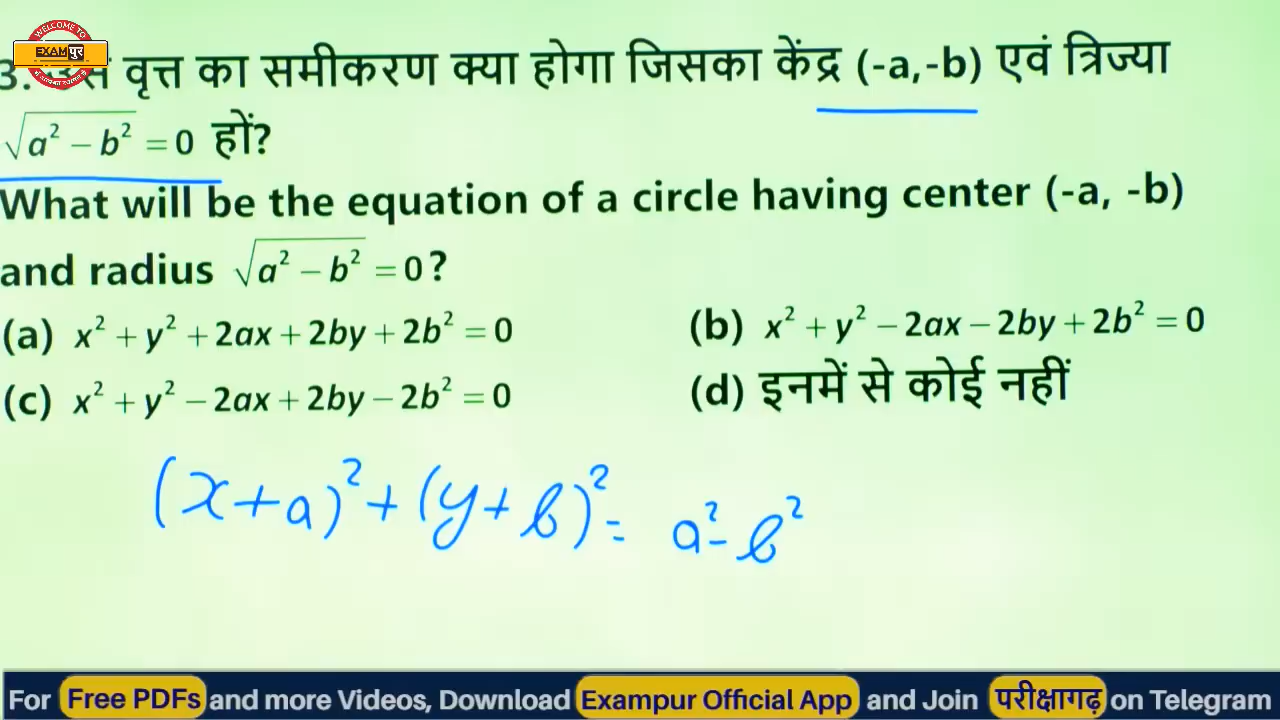 WELCOME TO
EXAMपुर
3. उस वृत्त का समीकरण क्या होगा जिसका केंद्र (-a,-b) एवं त्रिज्या
√(a² − b²) = 0 हों?
What will be the equation of a circle having center (-a, -b)
and radius √(a² − b²) = 0?
(a) x² + y² + 2ax + 2by + 2b² = 0
(b) x² + y² − 2ax − 2by + 2b² = 0
(c) x² + y² − 2ax + 2by − 2b² = 0
(d) इनमें से कोई नहीं
(x+a)² + (y+b)² = a² - b²
For Free PDFs and more Videos, Download Exampur Official App and Join परीक्षागढ़ on Telegram